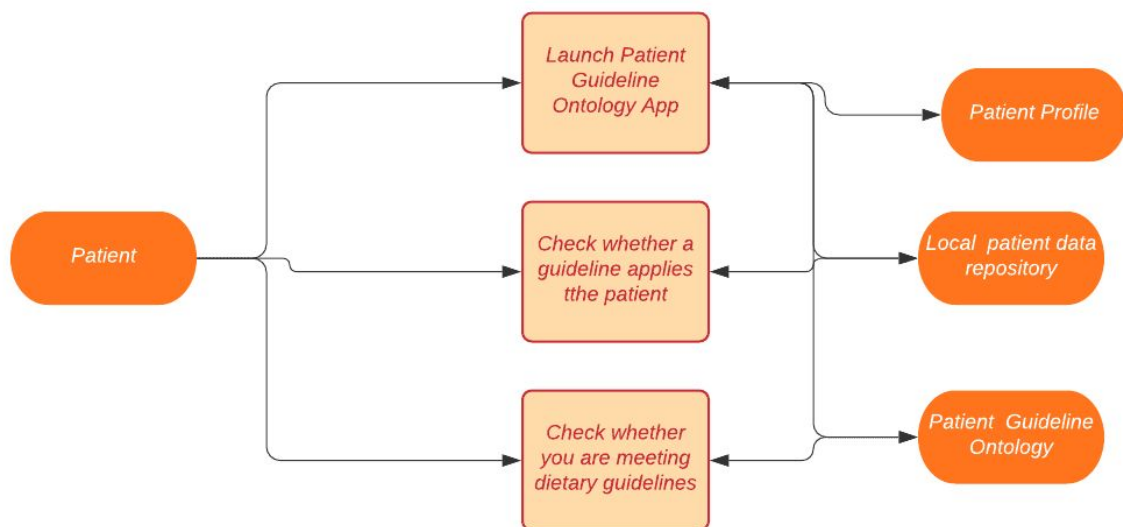 Launch Patient
Guideline
Ontology App
Patient Profile
Patient
Check whether a
guideline applies
tthe patient
Local patient data
repository
Check whether
you are meeting
dietary guidelines
Patient Guideline
Ontology